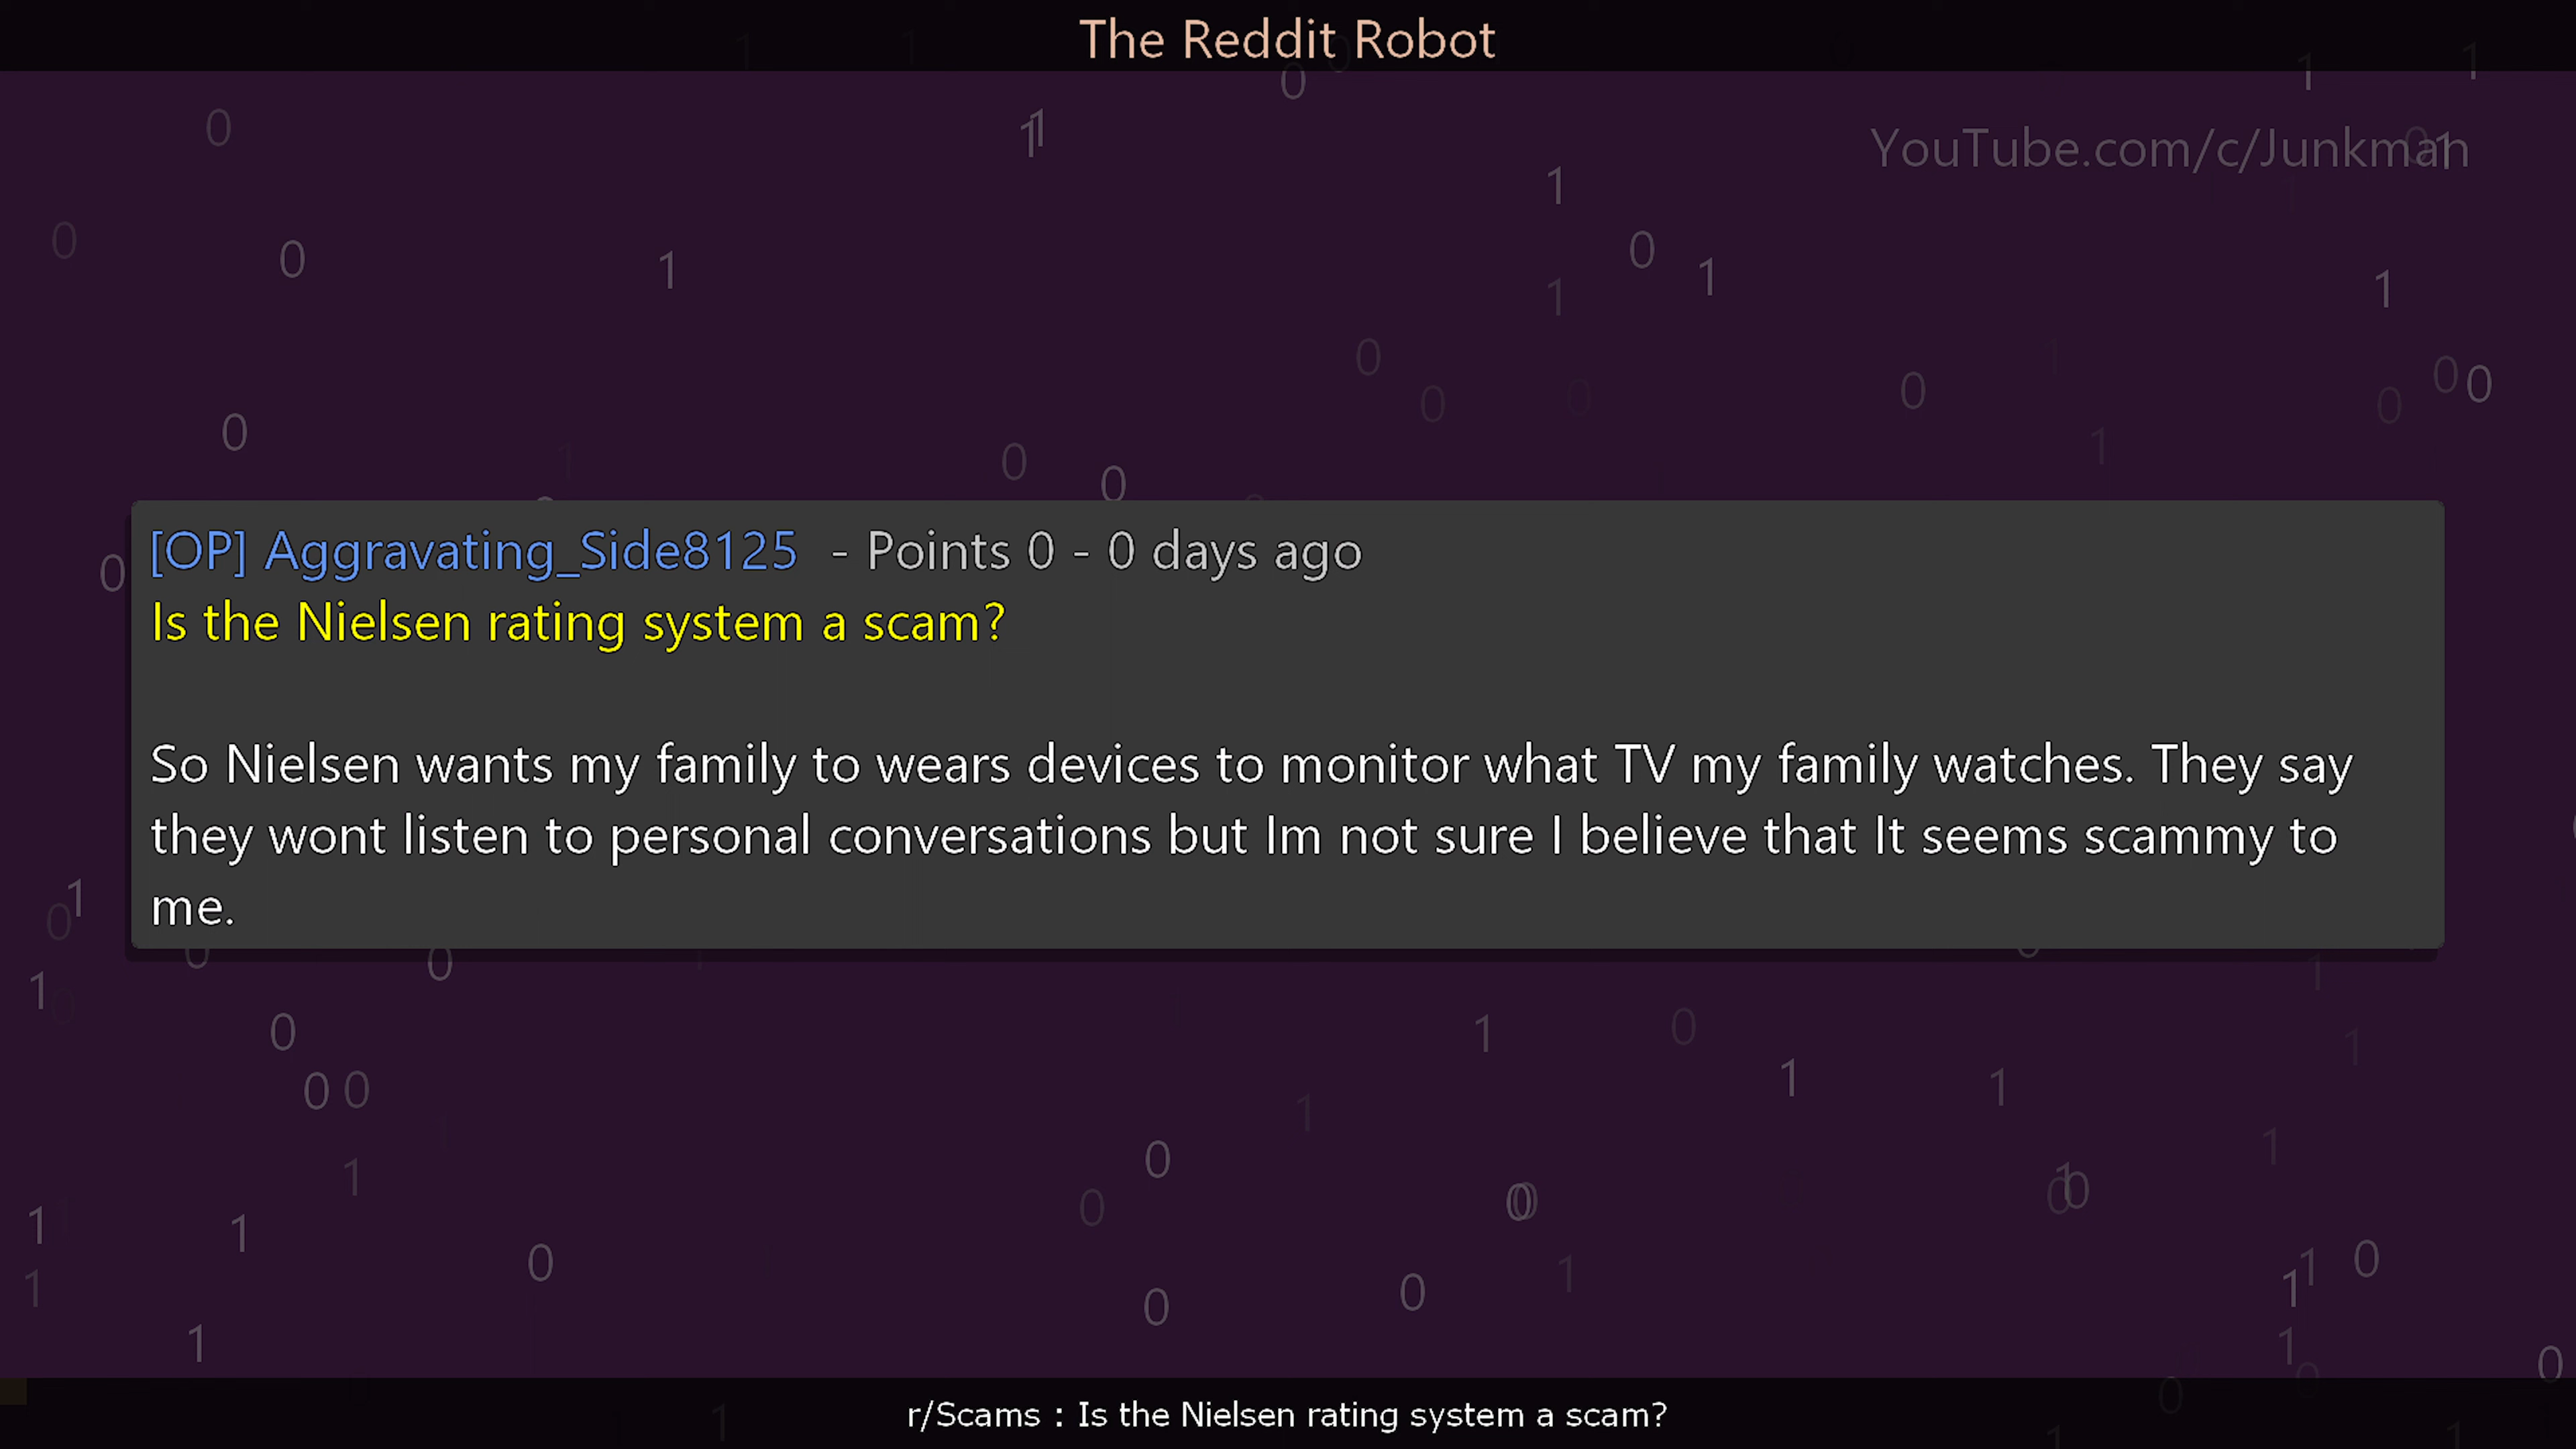 The Reddit Robot
YouTube.com/c/Junkman
[OP] Aggravating_Side8125 - Points 0 - 0 days ago
Is the Nielsen rating system a scam?
So Nielsen wants my family to wears devices to monitor what TV my family watches. They say
they wont listen to personal conversations but Im not sure I believe that It seems scammy to
me.
r/Scams : Is the Nielsen rating system a scam?